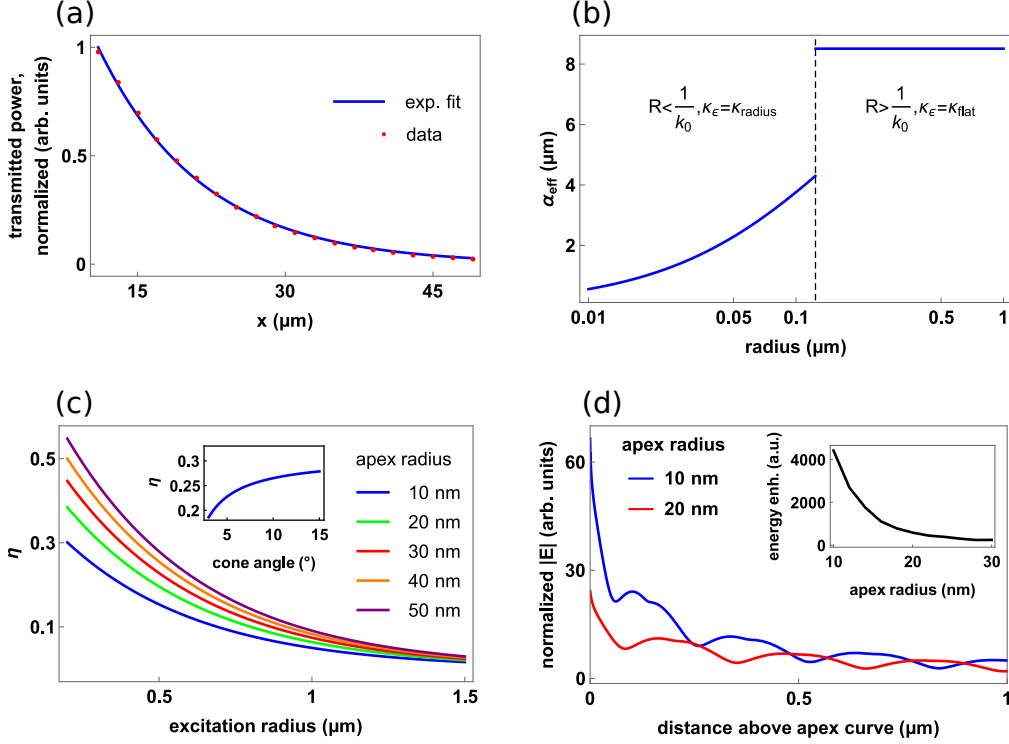 (a)
transmitted power,
normalized (arb. units)
1
0.5
0
15
30
45
x (μm)
exp. fit
data
(b)
α_eff (μm)
8
6
4
2
0.01
0.05
0.1
0.5
1
radius (μm)
R<1/k₀,κ_ϵ=κ_radius
R>1/k₀,κ_ϵ=κ_flat
(c)
η
0.5
0.3
0.1
0.5
1
1.5
excitation radius (μm)
η
0.3
0.25
0.2
5
10
15
cone angle (°)
apex radius
10 nm
20 nm
30 nm
40 nm
50 nm
(d)
normalized |E| (arb. units)
60
30
0
0
0.5
1
distance above apex curve (μm)
apex radius
10 nm
20 nm
energy enh. (a.u.)
4000
2000
0
10
20
30
apex radius (nm)